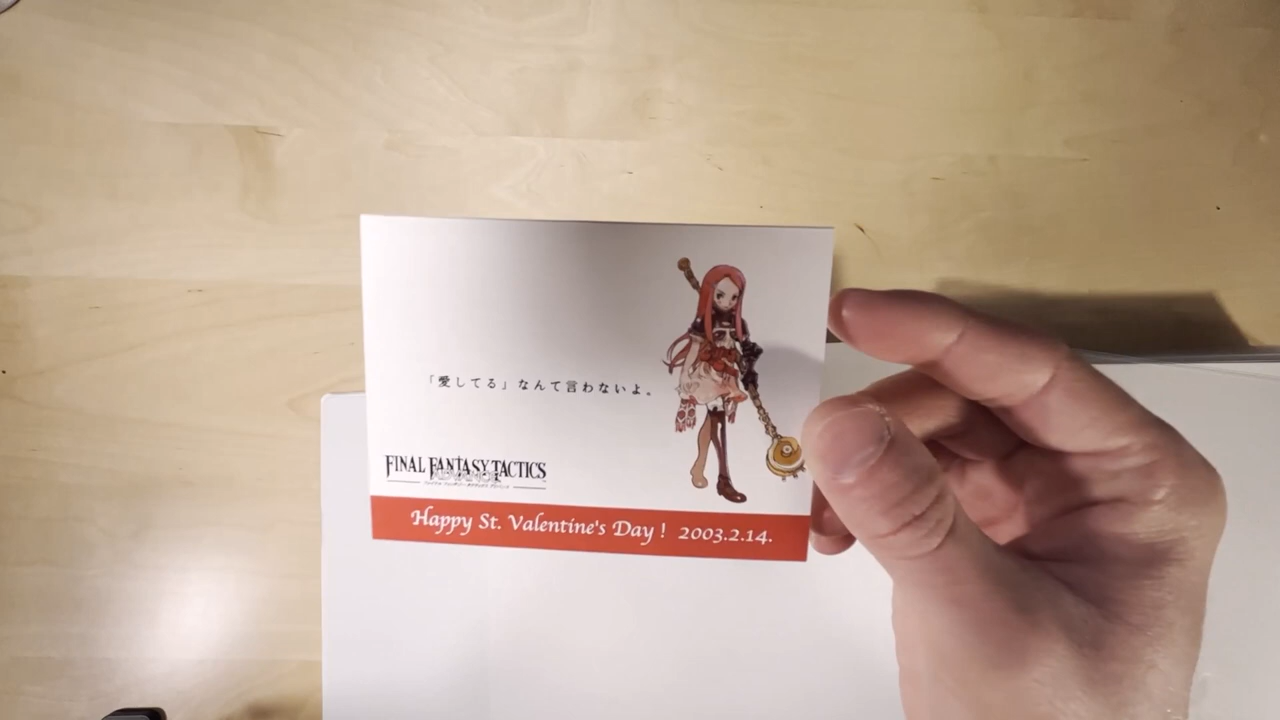 「愛してる」なんて言わないよ。
FINAL FANTASY TACTICS
ADVANCE
Happy St. Valentine's Day ! 2003.2.14.